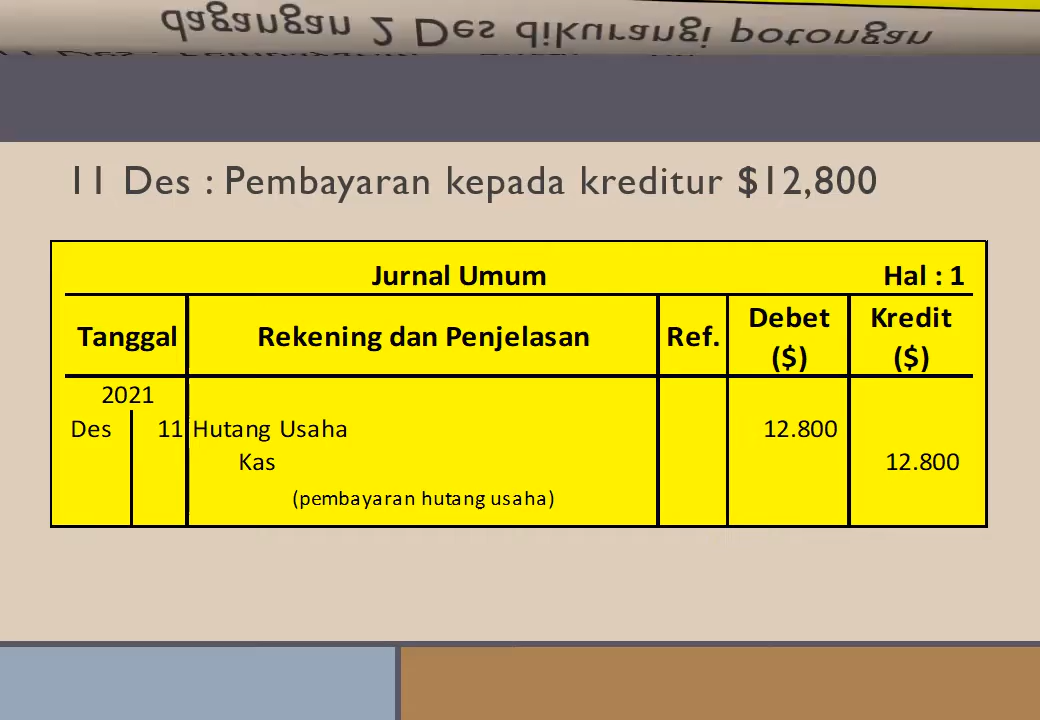 dagangan 2 Des dikurangi potongan
11 Des : Pembayaran kepada kreditur $12,800
Jurnal Umum Hal : 1
Tanggal Rekening dan Penjelasan Ref. Debet ($) Kredit ($)
2021
Des 11 Hutang Usaha 12.800
Kas 12.800
(pembayaran hutang usaha)